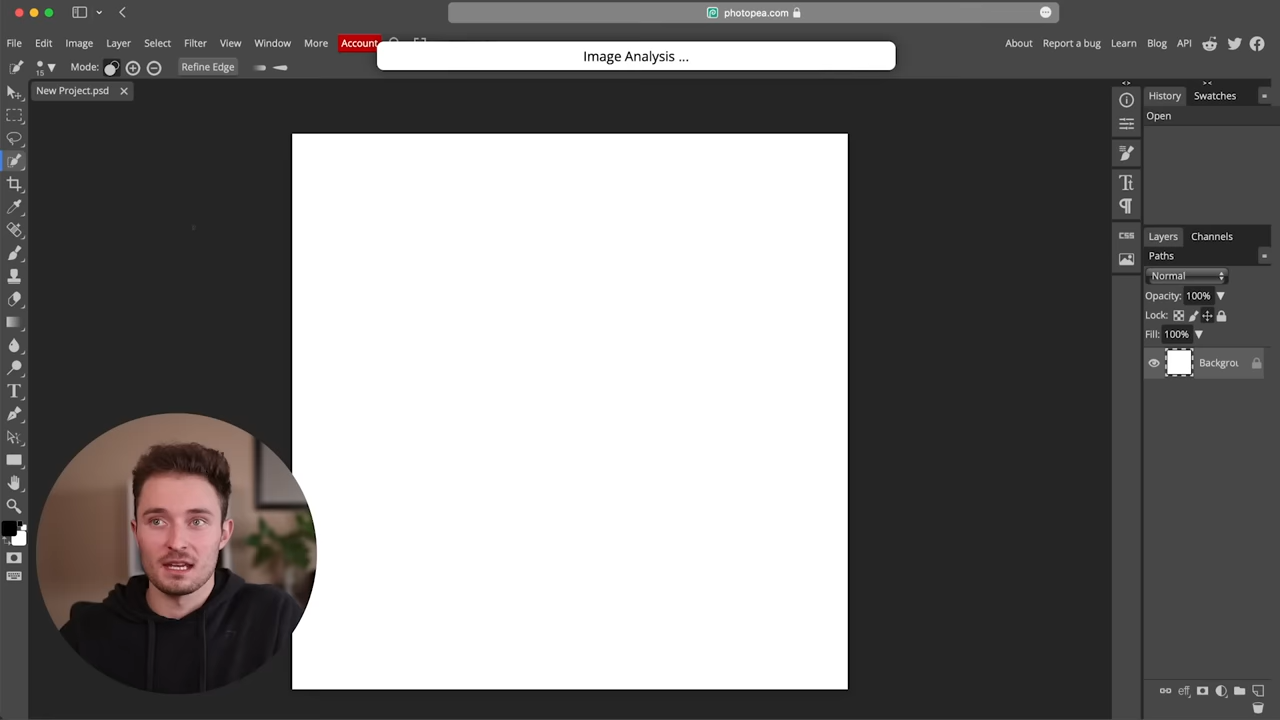 photopea.com
File Edit Image Layer Select Filter View Window More Account
About Report a bug Learn Blog API
Image Analysis ...
15 Mode: Refine Edge
New Project.psd
History Swatches
Open
Layers Channels
Paths
Normal
Opacity: 100%
Lock:
Fill: 100%
Backgrou
CSS
eff